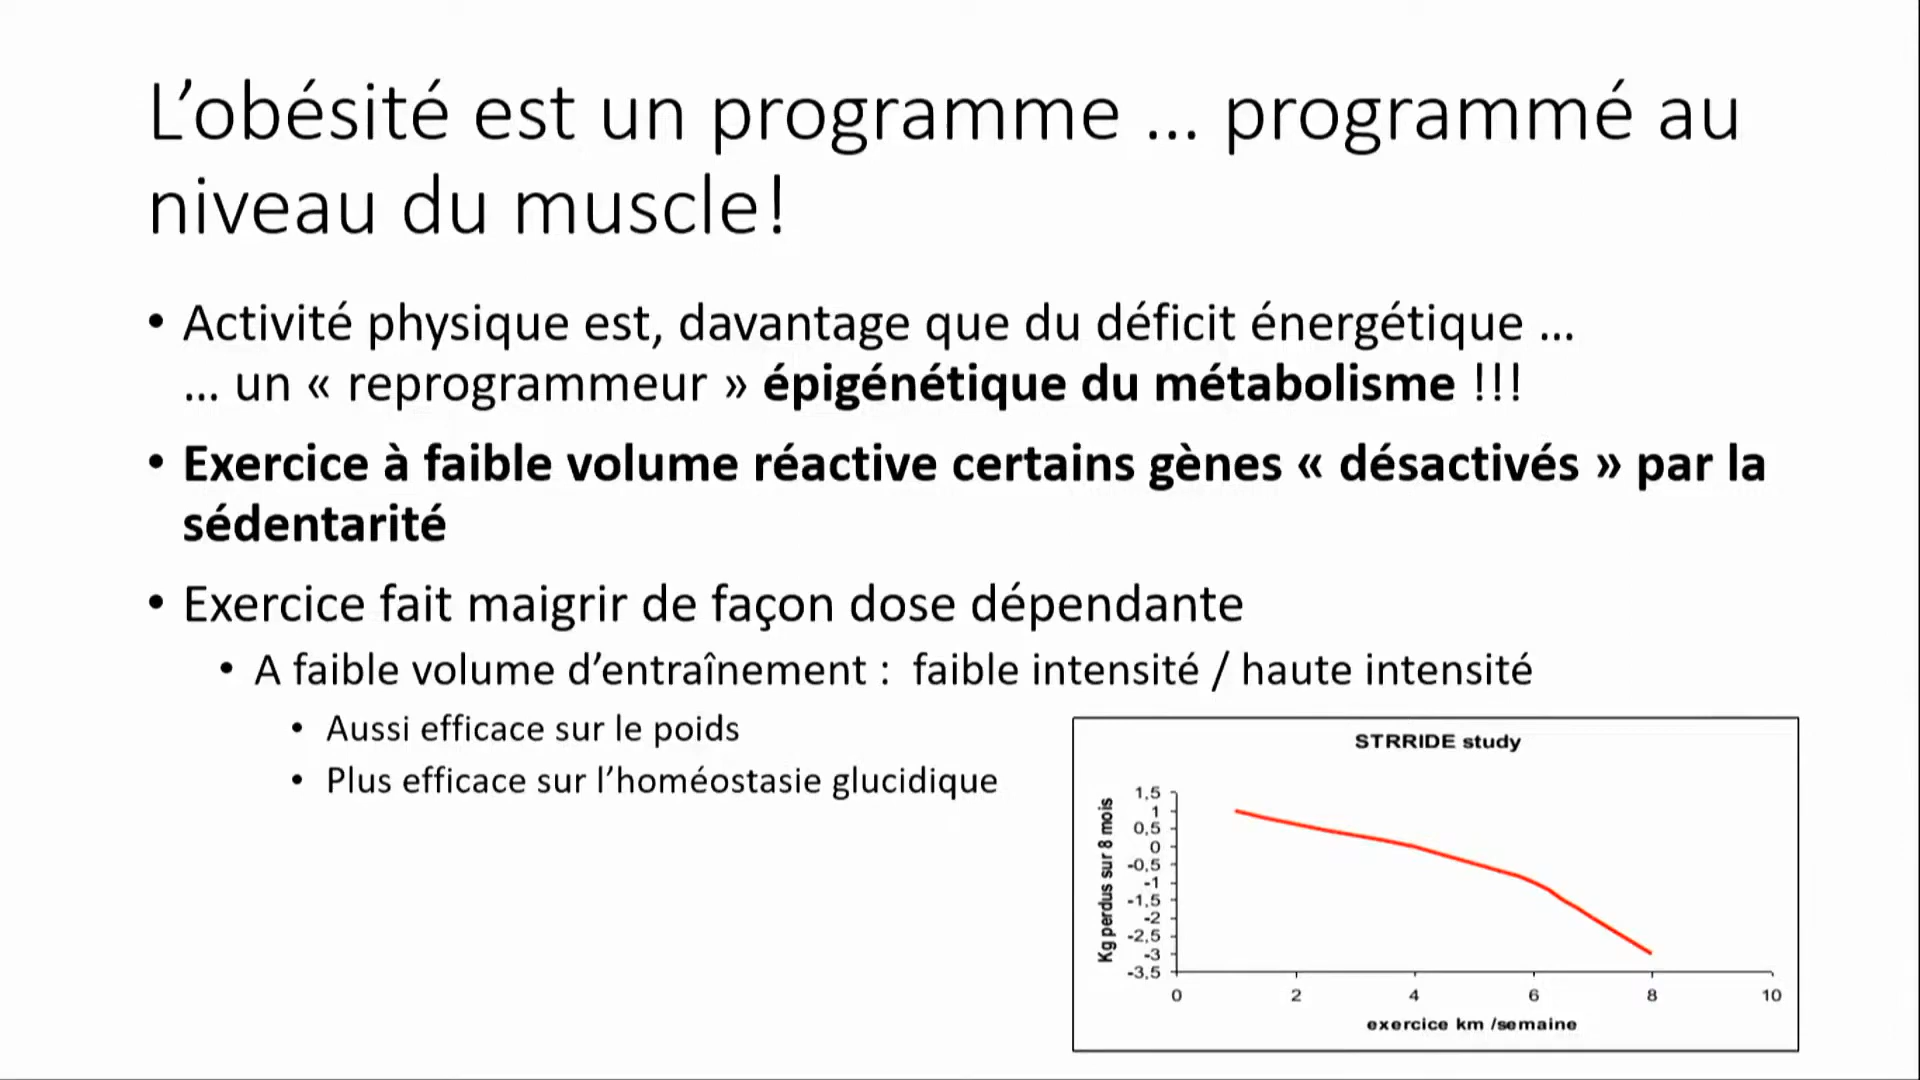 L’obésité est un programme … programmé au
niveau du muscle!
• Activité physique est, davantage que du déficit énergétique …
… un « reprogrammeur » épigénétique du métabolisme !!!
• Exercice à faible volume réactive certains gènes « désactivés » par la
sédentarité
• Exercice fait maigrir de façon dose dépendante
• A faible volume d’entraînement : faible intensité / haute intensité
• Aussi efficace sur le poids
• Plus efficace sur l’homéostasie glucidique
STRRIDE study
Kg perdus sur 8 mois
1,5
1
0,5
0
-0,5
-1
-1,5
-2
-2,5
-3
-3,5
0 2 4 6 8 10
exercice km /semaine